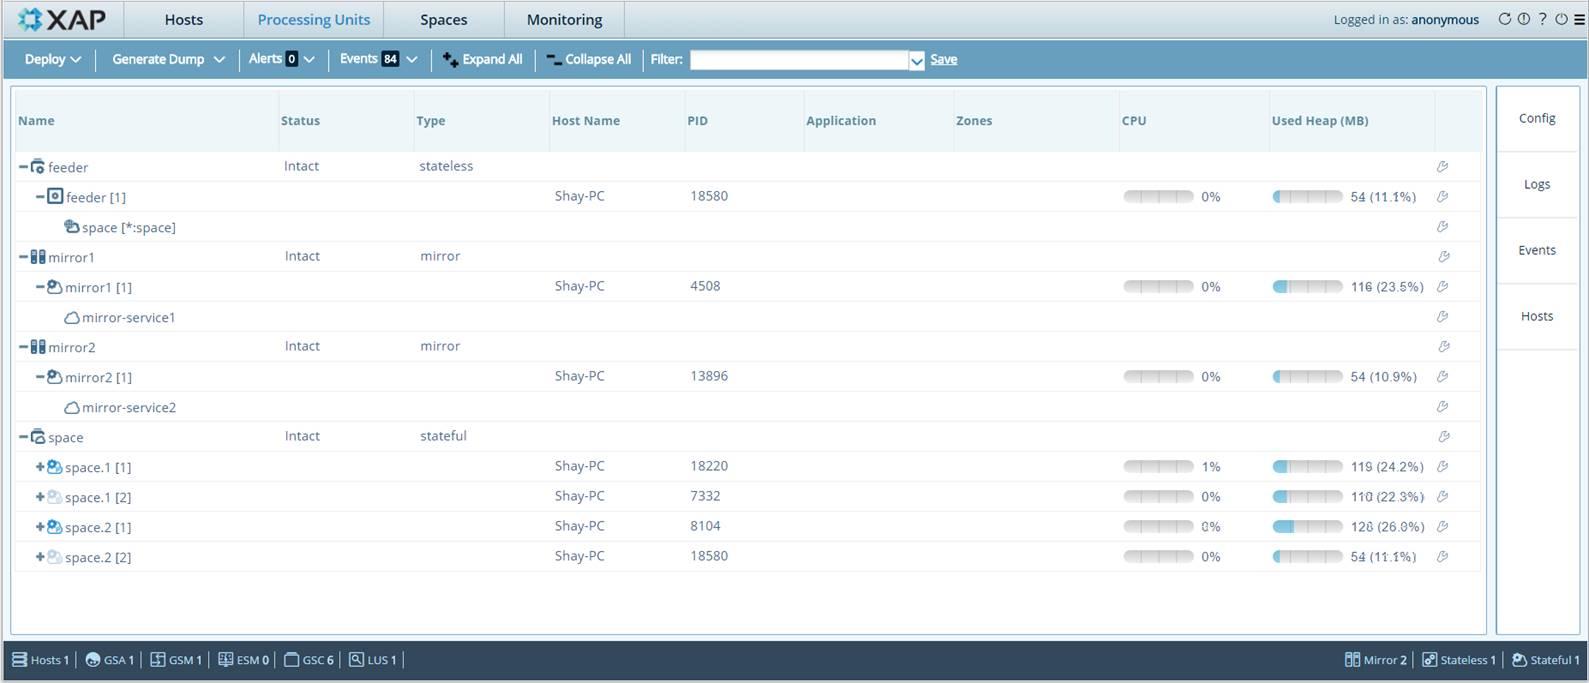 XAP Hosts Processing Units Spaces Monitoring Logged in as: anonymous
Deploy Generate Dump Alerts 0 Events 84 Expand All Collapse All Filter: Save
Name Status Type Host Name PID Application Zones CPU Used Heap (MB)
Config
feeder Intact stateless
Logs
feeder [1] Shay-PC 18580 0% 54 (11.1%)
space [*:space]
Events
mirror1 Intact mirror
mirror1 [1] Shay-PC 4508 0% 116 (23.5%)
Hosts
mirror-service1
mirror2 Intact mirror
mirror2 [1] Shay-PC 13896 0% 54 (10.9%)
mirror-service2
space Intact stateful
space.1 [1] Shay-PC 18220 1% 119 (24.2%)
space.1 [2] Shay-PC 7332 0% 110 (22.3%)
space.2 [1] Shay-PC 8104
space.2 [2] Shay-PC 18580 0% 54 (11.1%)
Hosts 1 GSA 1 GSM 1 ESM 0 GSC 6 LUS 1 Mirror 2 Stateless 1 Stateful 1